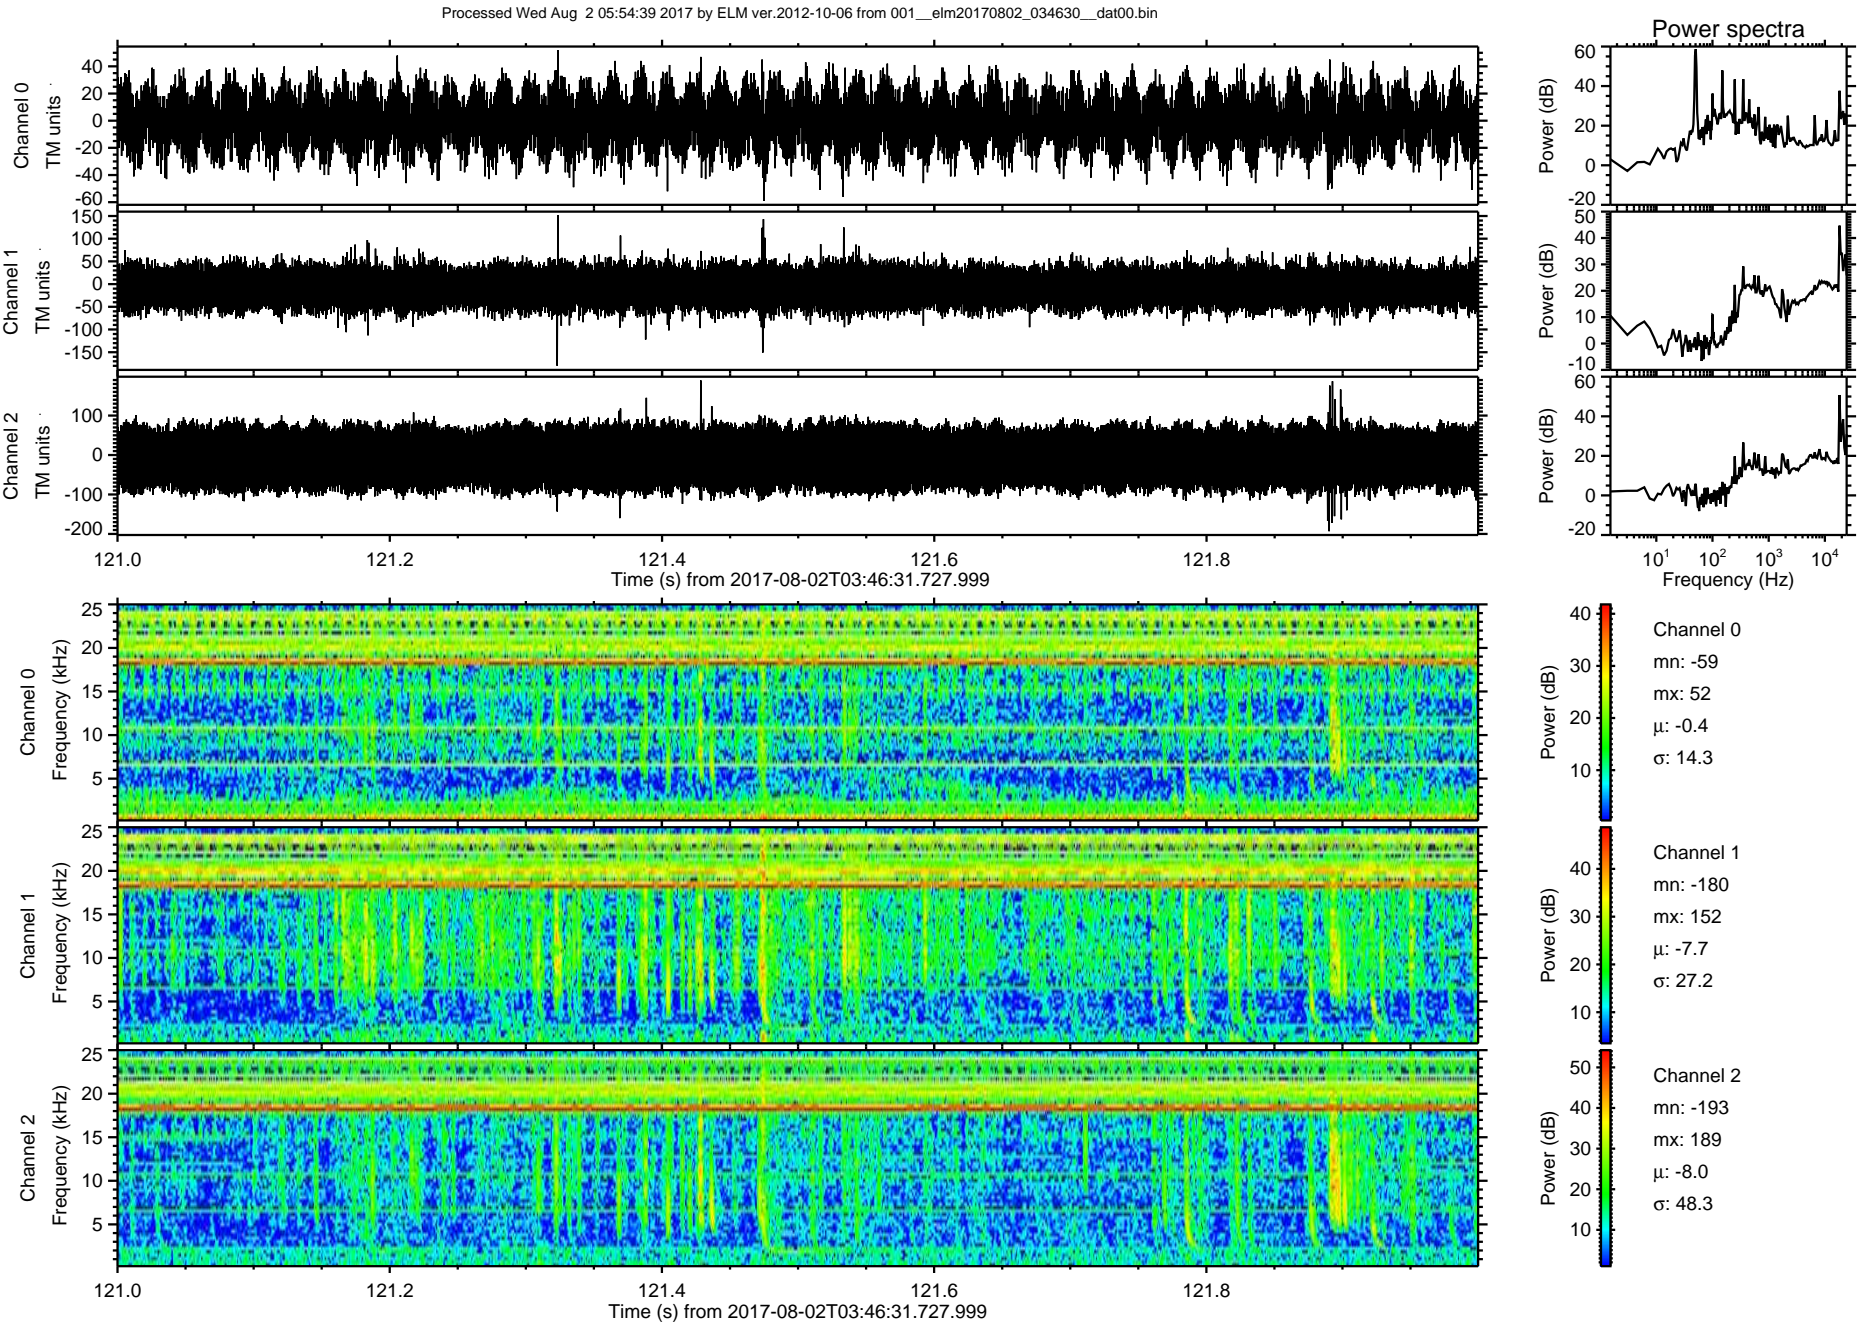 Processed Wed Aug 2 05:54:39 2017 by ELM ver.2012-10-06 from 001__elm20170802_034630__dat00.bin
Power spectra
Channel 0
TM units
40
20
0
-20
-40
-60
Power (dB)
60
40
20
0
-20
Channel 1
TM units
150
100
50
0
-50
-100
-150
Power (dB)
50
40
30
20
10
0
-10
Channel 2
TM units
100
0
-100
-200
Power (dB)
60
40
20
0
-20
121.0 121.2 121.4 121.6 121.8
Time (s) from 2017-08-02T03:46:31.727.999
10¹ 10² 10³ 10⁴
Frequency (Hz)
Channel 0
Frequency (kHz)
25
20
15
10
5
Power (dB)
40
30
20
10
Channel 0
mn: -59
mx: 52
μ: -0.4
σ: 14.3
Channel 1
Frequency (kHz)
25
20
15
10
5
Power (dB)
40
30
20
10
Channel 1
mn: -180
mx: 152
μ: -7.7
σ: 27.2
Channel 2
Frequency (kHz)
25
20
15
10
5
Power (dB)
50
40
30
20
10
Channel 2
mn: -193
mx: 189
μ: -8.0
σ: 48.3
121.0 121.2 121.4 121.6 121.8
Time (s) from 2017-08-02T03:46:31.727.999